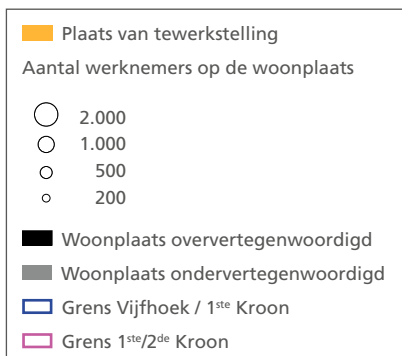 Plaats van tewerkstelling
Aantal werknemers op de woonplaats
2.000
1.000
500
200
Woonplaats oververtegenwoordigd
Woonplaats ondervertegenwoordigd
Grens Vijfhoek / 1ste Kroon
Grens 1ste/2de Kroon